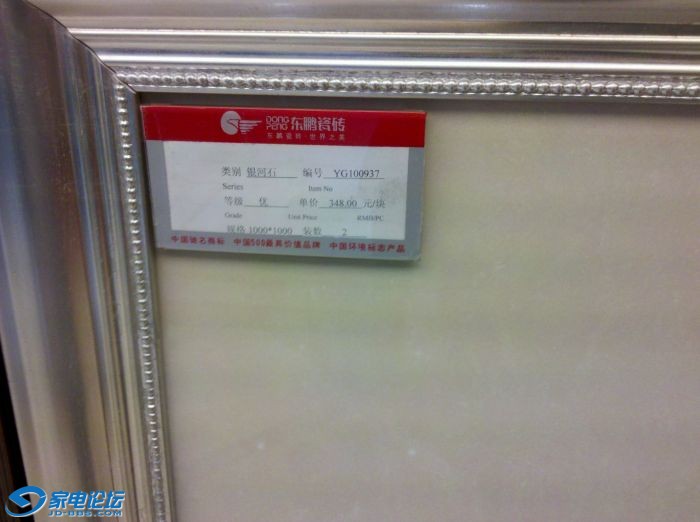 DONG
PENG 东鹏瓷砖
东鹏瓷砖·世界之美
类别 银河石 编号 YG100937
Series Item No
等级 优 单价 348.00 元/块
Grade Unit Price RMB/PC
规格 1000*1000 装数 2
中国驰名商标 中国500最具价值品牌 中国环境标志产品
家电论坛
JD-BBS.COM